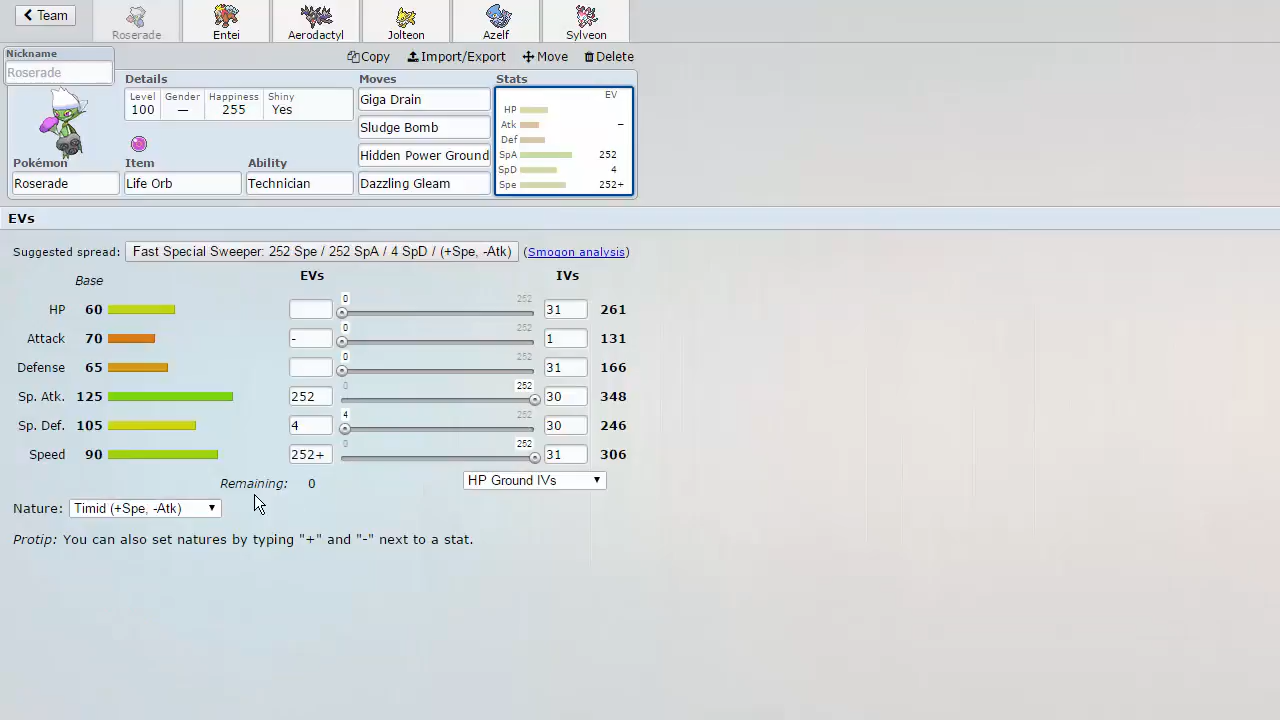 Team
Roserade
Entei
Aerodactyl
Jolteon
Azelf
Sylveon
Nickname
Roserade
Copy
Import/Export
Move
Delete
Details
Level
100
Gender
—
Happiness
255
Shiny
Yes
Pokémon
Roserade
Item
Life Orb
Ability
Technician
Moves
Giga Drain
Sludge Bomb
Hidden Power Ground
Dazzling Gleam
Stats
EV
HP
Atk –
Def
SpA 252
SpD 4
Spe 252+
EVs
Suggested spread: Fast Special Sweeper: 252 Spe / 252 SpA / 4 SpD / (+Spe, -Atk) (Smogon analysis)
Base EVs IVs
HP 60 0 252 31 261
Attack 70 - 0 252 1 131
Defense 65 0 252 31 166
Sp. Atk. 125 252 0 252 30 348
Sp. Def. 105 4 4 252 30 246
Speed 90 252+ 0 252 31 306
Remaining: 0 HP Ground IVs
Nature: Timid (+Spe, -Atk)
Protip: You can also set natures by typing "+" and "-" next to a stat.